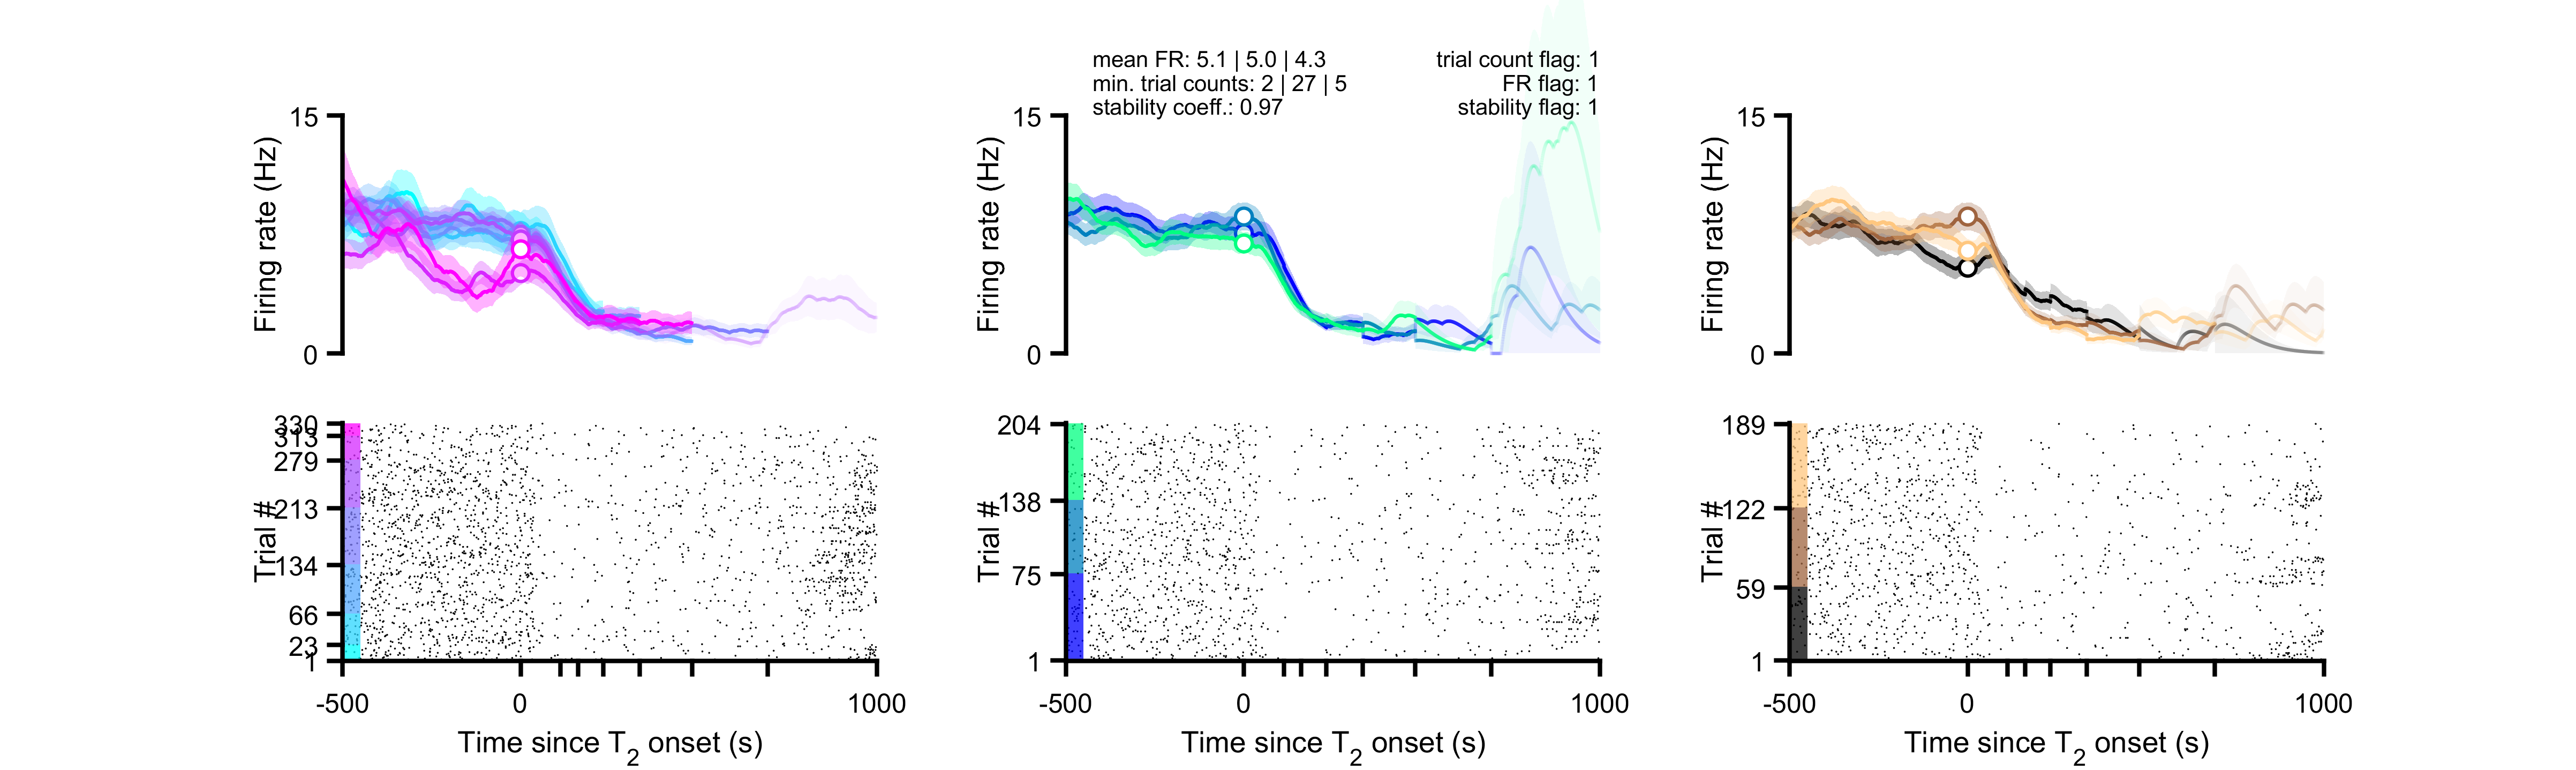 mean FR: 5.1 | 5.0 | 4.3
min. trial counts: 2 | 27 | 5
stability coeff.: 0.97
trial count flag: 1
FR flag: 1
stability flag: 1
15
0
Firing rate (Hz)
15
0
Firing rate (Hz)
15
0
Firing rate (Hz)
330
313
279
213
134
66
23
1
Trial #
-500
0
1000
Time since T2 onset (s)
204
138
75
1
Trial #
-500
0
1000
Time since T2 onset (s)
189
122
59
1
Trial #
-500
0
1000
Time since T2 onset (s)